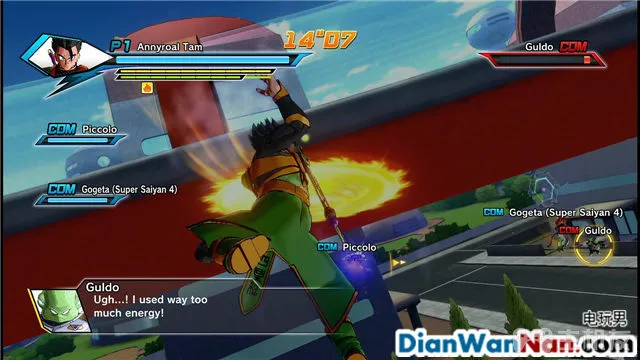 P1 Annyroal Tam
14"07
Guldo COM
COM Piccolo
COM Gogeta (Super Saiyan 4)
COM Gogeta (Super Saiyan 4)
COM Guldo
COM Piccolo
Guldo
Ugh...! I used way too
much energy!
电玩男
DianWanNan.com